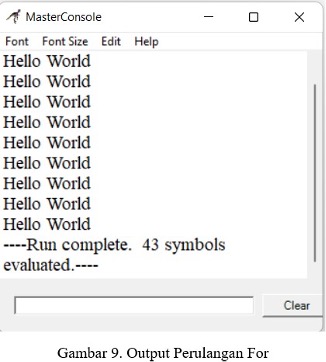 MasterConsole
Font Font Size Edit Help
Hello World
Hello World
Hello World
Hello World
Hello World
Hello World
Hello World
Hello World
Hello World
----Run complete.  43 symbols
evaluated.----
Clear
Gambar 9. Output Perulangan For